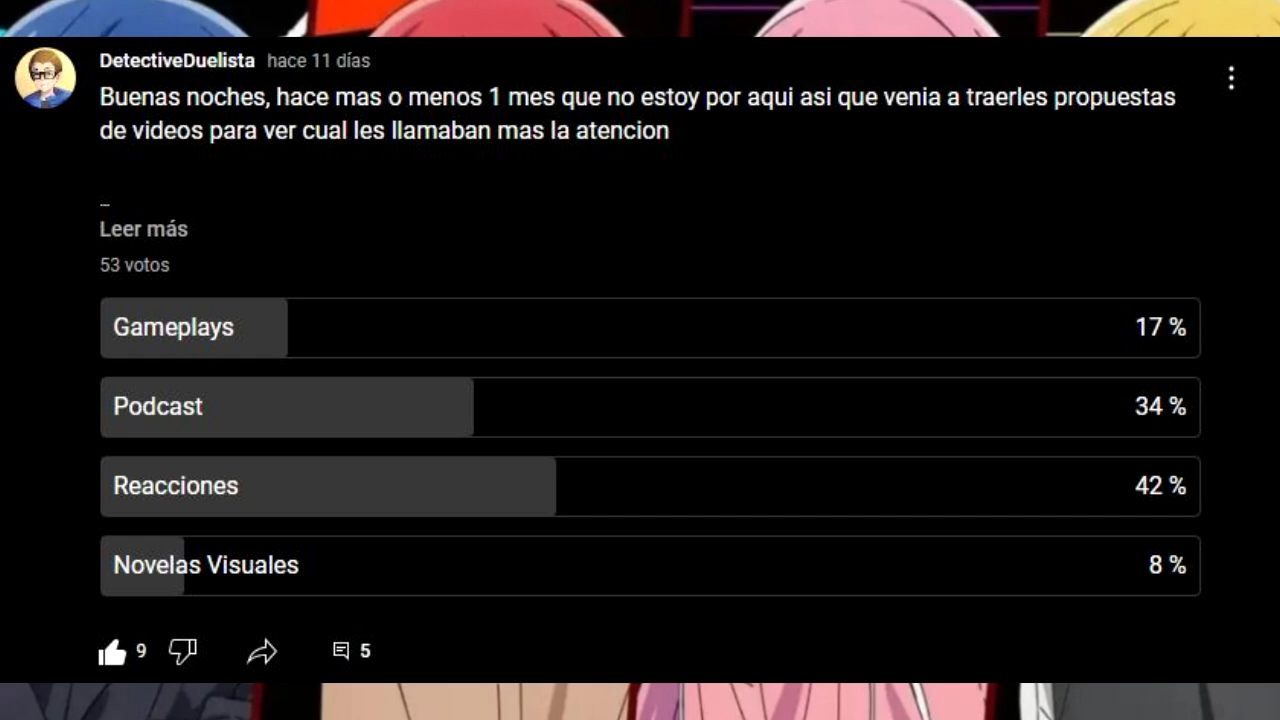 DetectiveDuelista hace 11 días
Buenas noches, hace mas o menos 1 mes que no estoy por aqui asi que venia a traerles propuestas
de videos para ver cual les llamaban mas la atencion
...
Leer más
53 votos
Gameplays 17 %
Podcast 34 %
Reacciones 42 %
Novelas Visuales 8 %
9 5